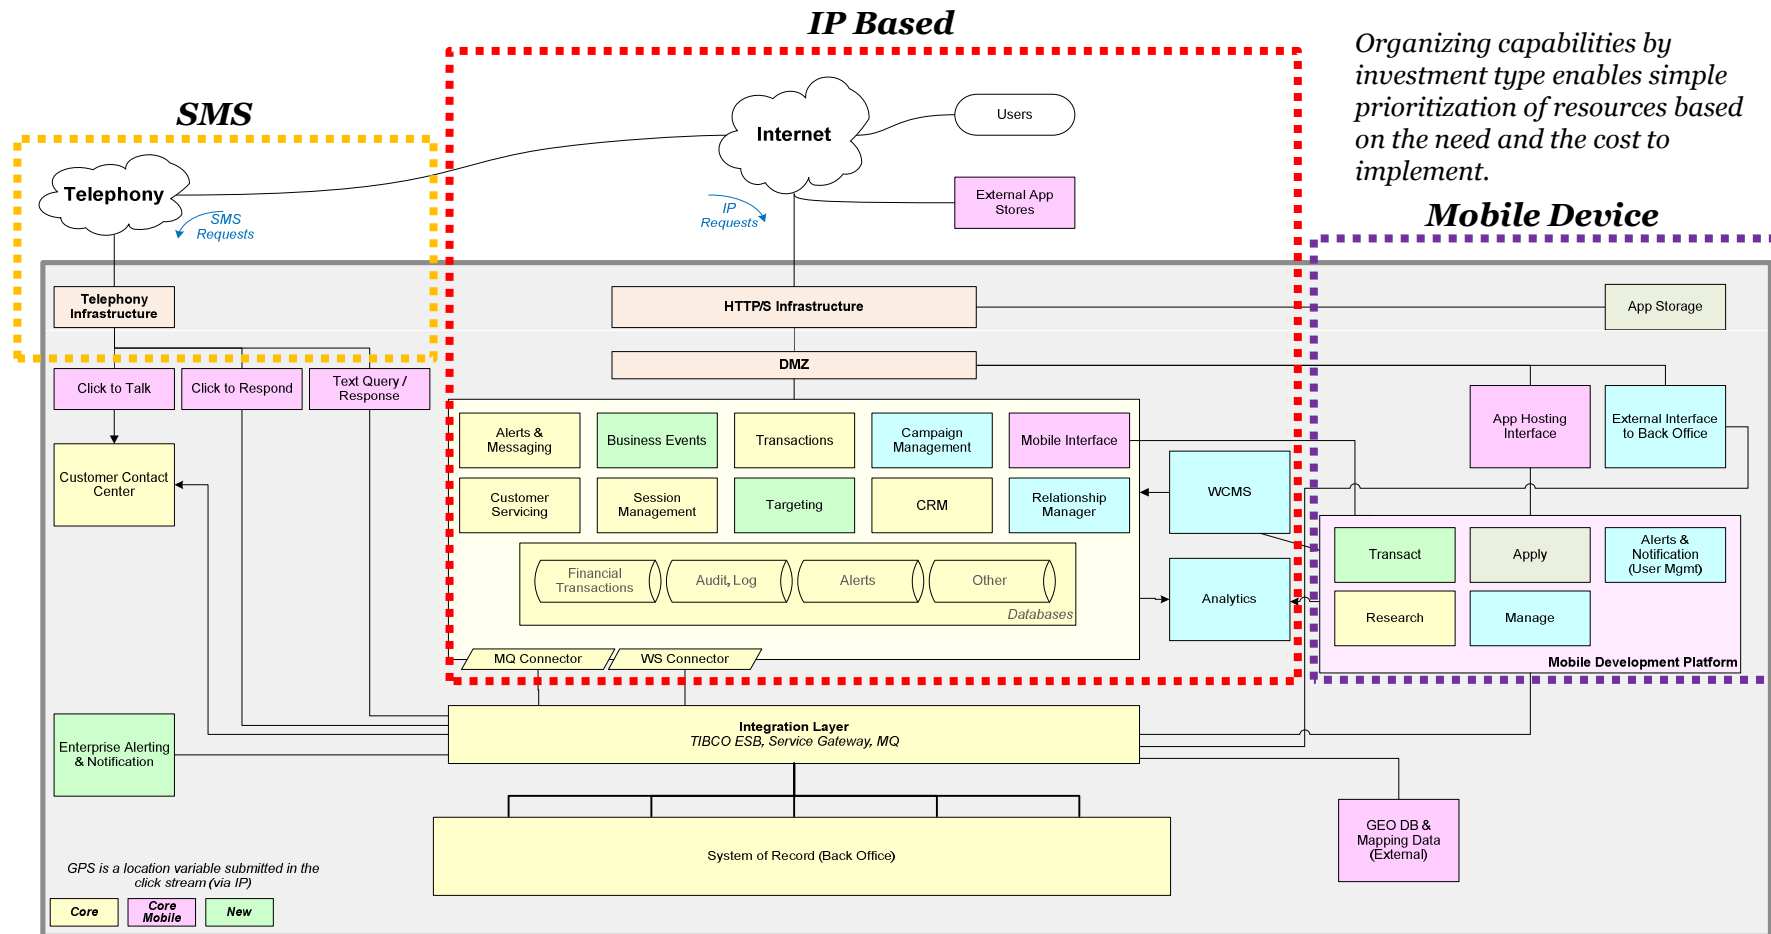 IP Based
Organizing capabilities by
investment type enables simple
prioritization of resources based
on the need and the cost to
implement.
SMS
Internet
Users
Telephony
External App
Stores
SMS
Requests
IP
Requests
Mobile Device
Telephony
Infrastructure
HTTP/S Infrastructure
App Storage
DMZ
Click to Talk
Click to Respond
Text Query /
Response
Alerts &
Messaging
Business Events
Transactions
Campaign
Management
Mobile Interface
App Hosting
Interface
External Interface
to Back Office
Customer Contact
Center
Customer
Servicing
Session
Management
Targeting
CRM
Relationship
Manager
WCMS
Transact
Apply
Alerts &
Notification
(User Mgmt)
Financial
Transactions
Audit, Log
Alerts
Other
Databases
Analytics
Research
Manage
Mobile Development Platform
MQ Connector
WS Connector
Enterprise Alerting
& Notification
Integration Layer
TIBCO ESB, Service Gateway, MQ
System of Record (Back Office)
GEO DB &
Mapping Data
(External)
GPS is a location variable submitted in the
click stream (via IP)
Core
Core
Mobile
New